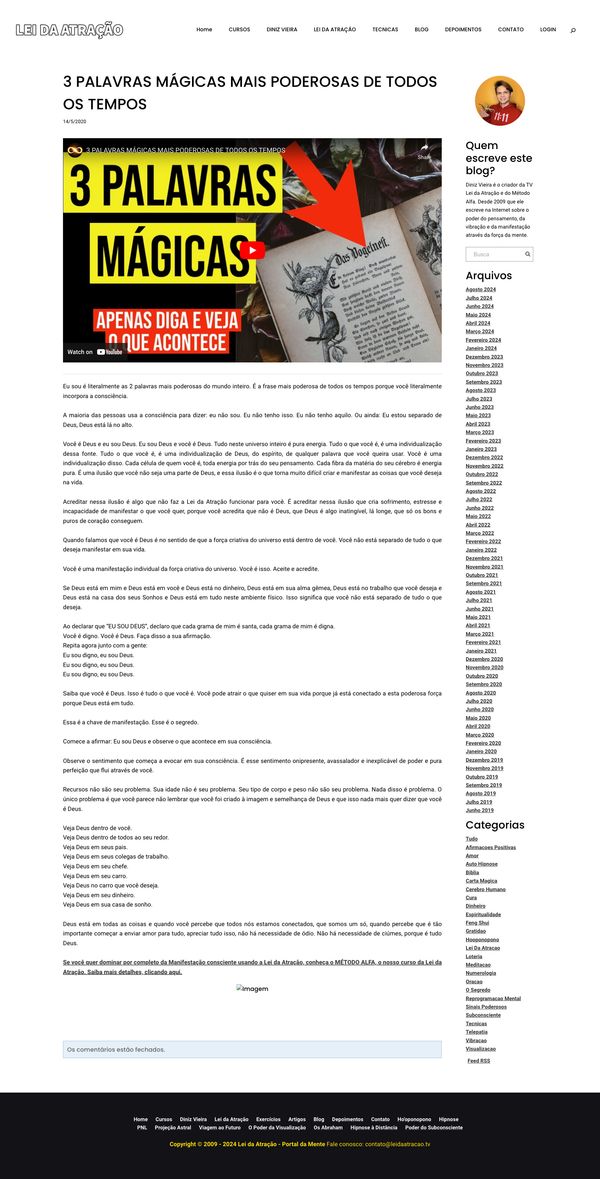 LEI DA ATRAÇÃO
Home CURSOS DINIZ VIEIRA LEI DA ATRAÇÃO TECNICAS BLOG DEPOIMENTOS CONTATO LOGIN
3 PALAVRAS MÁGICAS MAIS PODEROSAS DE TODOS
OS TEMPOS
14/5/2020
3 PALAVRAS MÁGICAS MAIS PODEROSAS DE TODOS OS TEMPOS
Share
3 PALAVRAS
MÁGICAS
APENAS DIGA E VEJA
O QUE ACONTECE
Das Vogelnest.
Watch on YouTube
Eu sou é literalmente as 2 palavras mais poderosas do mundo inteiro. É a frase mais poderosa de todos os tempos porque você literalmente
incorpora a consciência.
A maioria das pessoas usa a consciência para dizer: eu não sou. Eu não tenho isso. Eu não tenho aquilo. Ou ainda: Eu estou separado de
Deus, Deus está lá no alto.
Você é Deus e eu sou Deus. Eu sou Deus e você é Deus. Tudo neste universo inteiro é pura energia. Tudo o que você é, é uma individualização
dessa fonte. Tudo o que você é, é uma individualização de Deus, do espírito, de qualquer palavra que você queira usar. Você é uma
individualização disso. Cada célula de quem você é, toda energia por trás do seu pensamento. Cada fibra da matéria do seu cérebro é energia
pura. É uma ilusão que você não seja uma parte de Deus, e essa ilusão é o que torna muito difícil criar e manifestar as coisas que você deseja
na vida.
Acreditar nessa ilusão é algo que não faz a Lei da Atração funcionar para você. É acreditar nessa ilusão que cria sofrimento, estresse e
incapacidade de manifestar o que você quer, porque você acredita que não é Deus, que Deus é algo inatingível, lá longe, que só os bons e
puros de coração conseguem.
Quando falamos que você é Deus é no sentido de que a força criativa do universo está dentro de você. Você não está separado de tudo o que
deseja manifestar em sua vida.
Você é uma manifestação individual da força criativa do universo. Você é isso. Aceite e acredite.
Se Deus está em mim e Deus está em você e Deus está no dinheiro, Deus está em sua alma gêmea, Deus está no trabalho que você deseja e
Deus está na casa dos seus Sonhos e Deus está em tudo neste ambiente físico. Isso significa que você não está separado de tudo o que
deseja.
Ao declarar que "EU SOU DEUS", declaro que cada grama de mim é santa, cada grama de mim é digna.
Você é digno. Você é Deus. Faça disso a sua afirmação.
Repita agora junto com a gente:
Eu sou digno, eu sou Deus.
Eu sou digno, eu sou Deus.
Eu sou digno, eu sou Deus.
Saiba que você é Deus. Isso é tudo o que você é. Você pode atrair o que quiser em sua vida porque já está conectado a esta poderosa força
porque Deus está em tudo.
Essa é a chave de manifestação. Esse é o segredo.
Comece a afirmar: Eu sou Deus e observe o que acontece em sua consciência.
Observe o sentimento que começa a evocar em sua consciência. É esse sentimento onipresente, avassalador e inexplicável de poder e pura
perfeição que flui através de você.
Recursos não são seu problema. Sua idade não é seu problema. Seu tipo de corpo e peso não são seu problema. Nada disso é problema. O
único problema é que você parece não lembrar que você foi criado à imagem e semelhança de Deus e que isso nada mais quer dizer que você
é Deus.
Veja Deus dentro de você.
Veja Deus dentro de todos ao seu redor.
Veja Deus em seus pais.
Veja Deus em seus colegas de trabalho.
Veja Deus em seu chefe.
Veja Deus em seu carro.
Veja Deus no carro que você deseja.
Veja Deus em seu dinheiro.
Veja Deus em sua casa de sonho.
Deus está em todas as coisas e quando você percebe que todos nós estamos conectados, que somos um só, quando percebe que é tão
importante começar a enviar amor para tudo, apreciar tudo isso, não há necessidade de ódio. Não há necessidade de ciúmes, porque é tudo
Deus.
Se você quer dominar por completo da Manifestação consciente usando a Lei da Atração, conheça o MÉTODO ALFA, o nosso curso da Lei da
Atração. Saiba mais detalhes, clicando aqui.
Imagem
Os comentários estão fechados.
11:11
Quem
escreve este
blog?
Diniz Vieira é o criador da TV
Lei da Atração e do Método
Alfa. Desde 2009 que ele
escreve na Internet sobre o
poder do pensamento, da
vibração e da manifestação
através da força da mente.
Busca
Arquivos
Agosto 2024
Julho 2024
Junho 2024
Maio 2024
Abril 2024
Março 2024
Fevereiro 2024
Janeiro 2024
Dezembro 2023
Novembro 2023
Outubro 2023
Setembro 2023
Agosto 2023
Julho 2023
Junho 2023
Maio 2023
Abril 2023
Março 2023
Fevereiro 2023
Janeiro 2023
Dezembro 2022
Novembro 2022
Outubro 2022
Setembro 2022
Agosto 2022
Julho 2022
Junho 2022
Maio 2022
Abril 2022
Março 2022
Fevereiro 2022
Janeiro 2022
Dezembro 2021
Novembro 2021
Outubro 2021
Setembro 2021
Agosto 2021
Julho 2021
Junho 2021
Maio 2021
Abril 2021
Março 2021
Fevereiro 2021
Janeiro 2021
Dezembro 2020
Novembro 2020
Outubro 2020
Setembro 2020
Agosto 2020
Julho 2020
Junho 2020
Maio 2020
Abril 2020
Março 2020
Fevereiro 2020
Janeiro 2020
Dezembro 2019
Novembro 2019
Outubro 2019
Setembro 2019
Agosto 2019
Julho 2019
Junho 2019
Categorias
Tudo
Afirmacoes Positivas
Amor
Auto Hipnose
Biblia
Carta Magica
Cerebro Humano
Cura
Dinheiro
Espiritualidade
Feng Shui
Gratidao
Hooponopono
Lei Da Atracao
Loteria
Meditacao
Numerologia
Oracao
O Segredo
Reprogramacao Mental
Sinais Poderosos
Subconsciente
Tecnicas
Telepatia
Vibracao
Visualizacao
Feed RSS
Home Cursos Diniz Vieira Lei da Atração Exercícios Artigos Blog Depoimentos Contato Ho'oponopono Hipnose
PNL Projeção Astral Viagem ao Futuro O Poder da Visualização Os Abraham Hipnose à Distância Poder do Subconsciente
Copyright © 2009 - 2024 Lei da Atração - Portal da Mente Fale conosco: contato@leidaatracao.tv